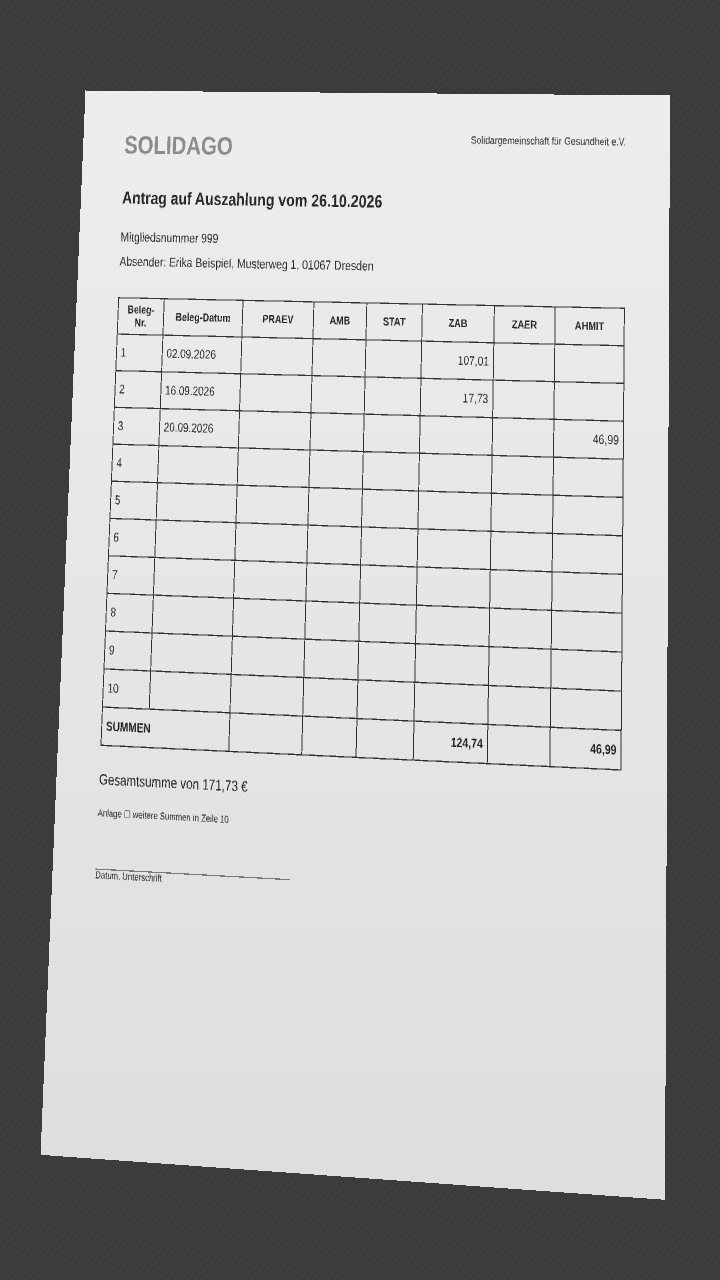 SOLIDAGO
Solidargemeinschaft für Gesundheit e.V.
Antrag auf Auszahlung vom 26.10.2026
Mitgliedsnummer 999
Absender: Erika Beispiel, Musterweg 1, 01067 Dresden
Beleg-Nr. Beleg-Datum PRAEV AMB STAT ZAB ZAER AHMIT
1 02.09.2026 107,01
2 16.09.2026 17,73
3 20.09.2026 46,99
4
5
6
7
8
9
10
SUMMEN 124,74 46,99
Gesamtsumme von 171,73 €
Anlage ☐ weitere Summen in Zeile 10
Datum, Unterschrift